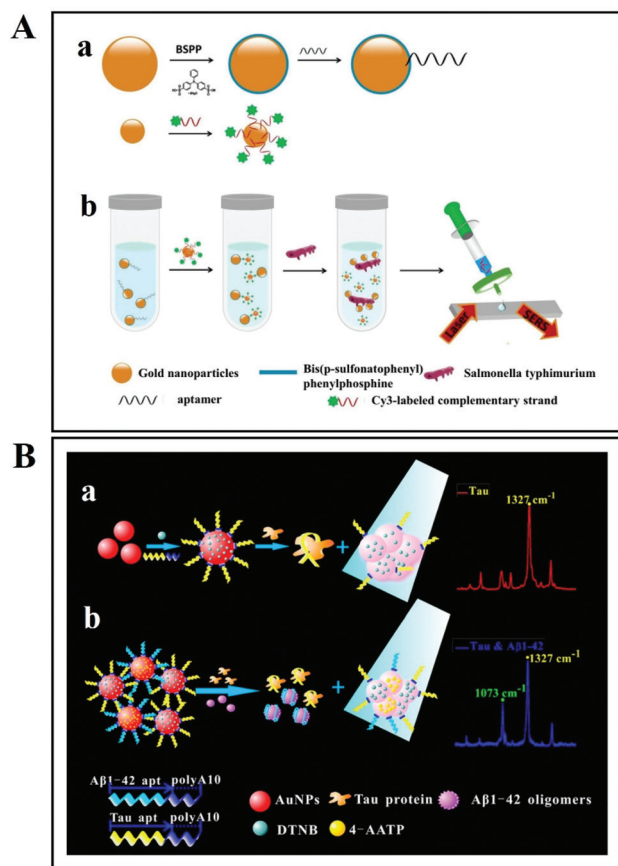 A
a
BSPP
b
Laser
SERS
Gold nanoparticles
Bis(p-sulfonatophenyl)
phenylphosphine
Salmonella typhimurium
aptamer
Cy3-labeled complementary strand
B
a
Tau
1327 cm⁻¹
b
Tau & Aβ1-42
1327 cm⁻¹
1073 cm⁻¹
Aβ1-42 apt polyA10
Tau apt polyA10
AuNPs Tau protein Aβ1-42 oligomers
DTNB 4-AATP